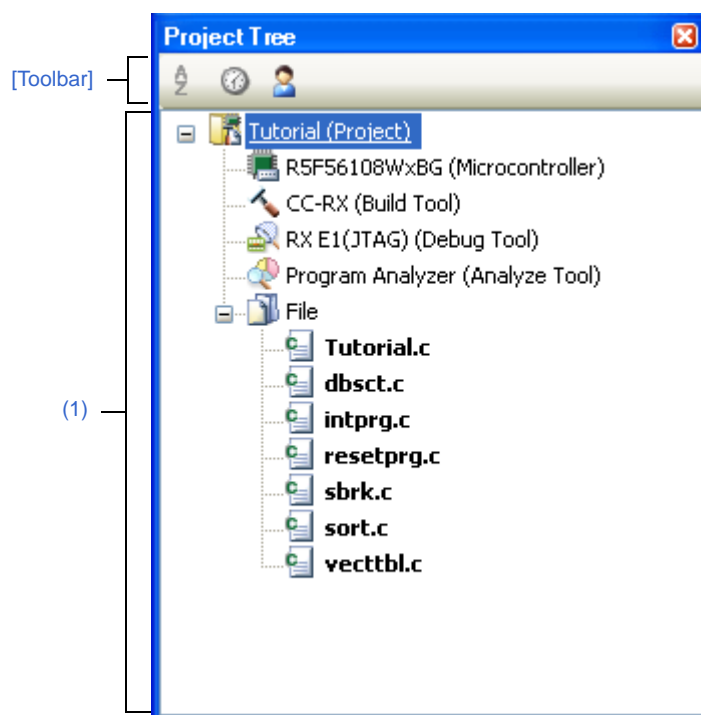 Project Tree
[Toolbar]
A
Z
Tutorial (Project)
R5F56108WxBG (Microcontroller)
CC-RX (Build Tool)
RX E1(JTAG) (Debug Tool)
Program Analyzer (Analyze Tool)
File
Tutorial.c
dbsct.c
intprg.c
(1)
resetprg.c
sbrk.c
sort.c
vecttbl.c